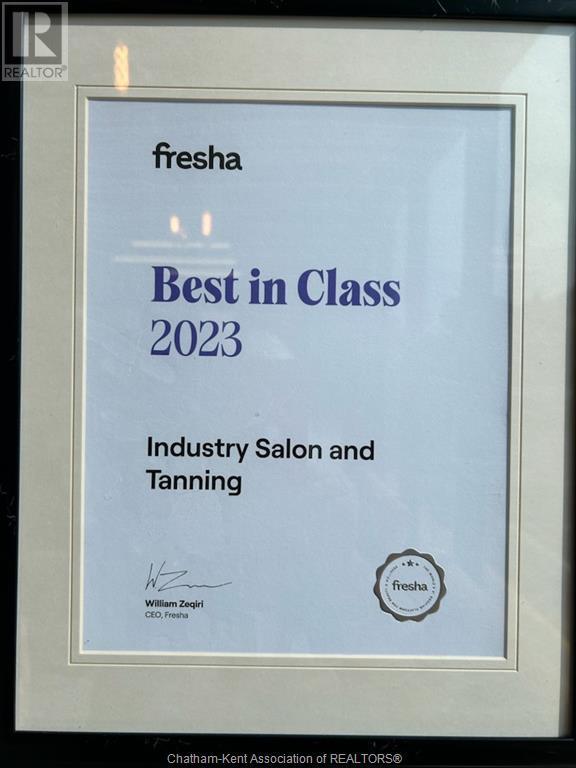 R
REALTOR®
fresha
Best in Class
2023
Industry Salon and
Tanning
William Zeqiri
CEO, Fresha
fresha
Chatham-Kent Association of REALTORS®